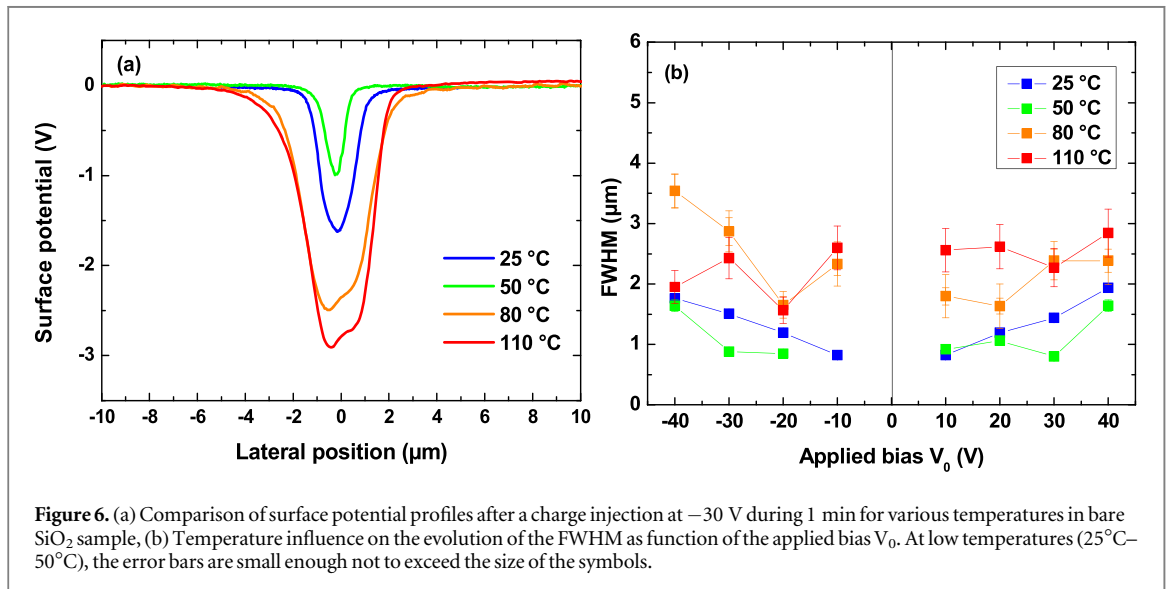 (a)
0
-1
-2
-3
Surface potential (V)
25 °C
50 °C
80 °C
110 °C
-10 -8 -6 -4 -2 0 2 4 6 8 10
Lateral position (µm)
(b)
6
5
4
3
2
1
0
FWHM (µm)
25 °C
50 °C
80 °C
110 °C
-40 -30 -20 -10 0 10 20 30 40
Applied bias V₀ (V)
Figure 6. (a) Comparison of surface potential profiles after a charge injection at −30 V during 1 min for various temperatures in bare
SiO₂ sample, (b) Temperature influence on the evolution of the FWHM as function of the applied bias V₀. At low temperatures (25°C–
50°C), the error bars are small enough not to exceed the size of the symbols.